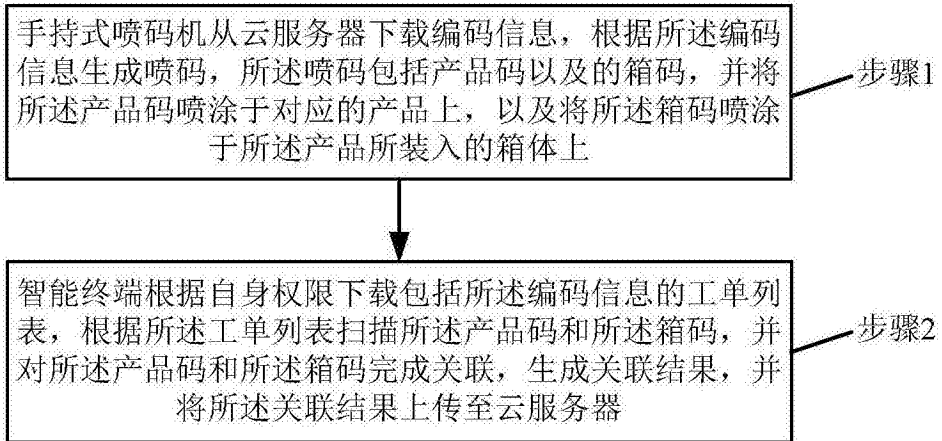 手持式喷码机从云服务器下载编码信息，根据所述编码
信息生成喷码，所述喷码包括产品码以及的箱码，并将
所述产品码喷涂于对应的产品上，以及将所述箱码喷涂
于所述产品所装入的箱体上
步骤1
智能终端根据自身权限下载包括所述编码信息的工单列
表，根据所述工单列表扫描所述产品码和所述箱码，并
对所述产品码和所述箱码完成关联，生成关联结果，并
将所述关联结果上传至云服务器
步骤2